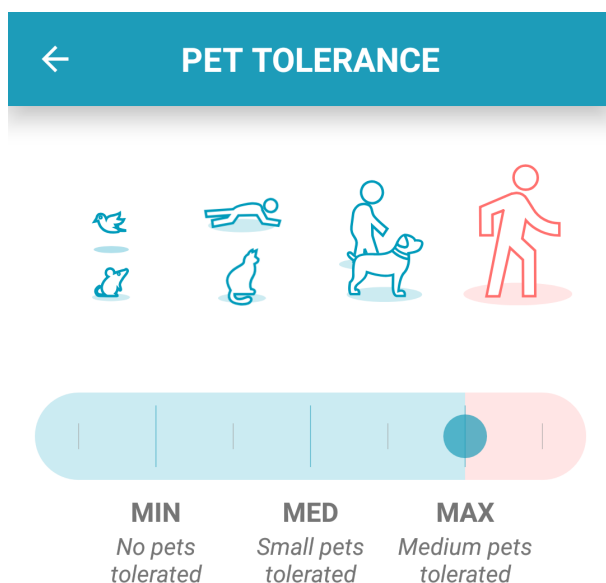 PET TOLERANCE
MIN
No pets
tolerated
MED
Small pets
tolerated
MAX
Medium pets
tolerated